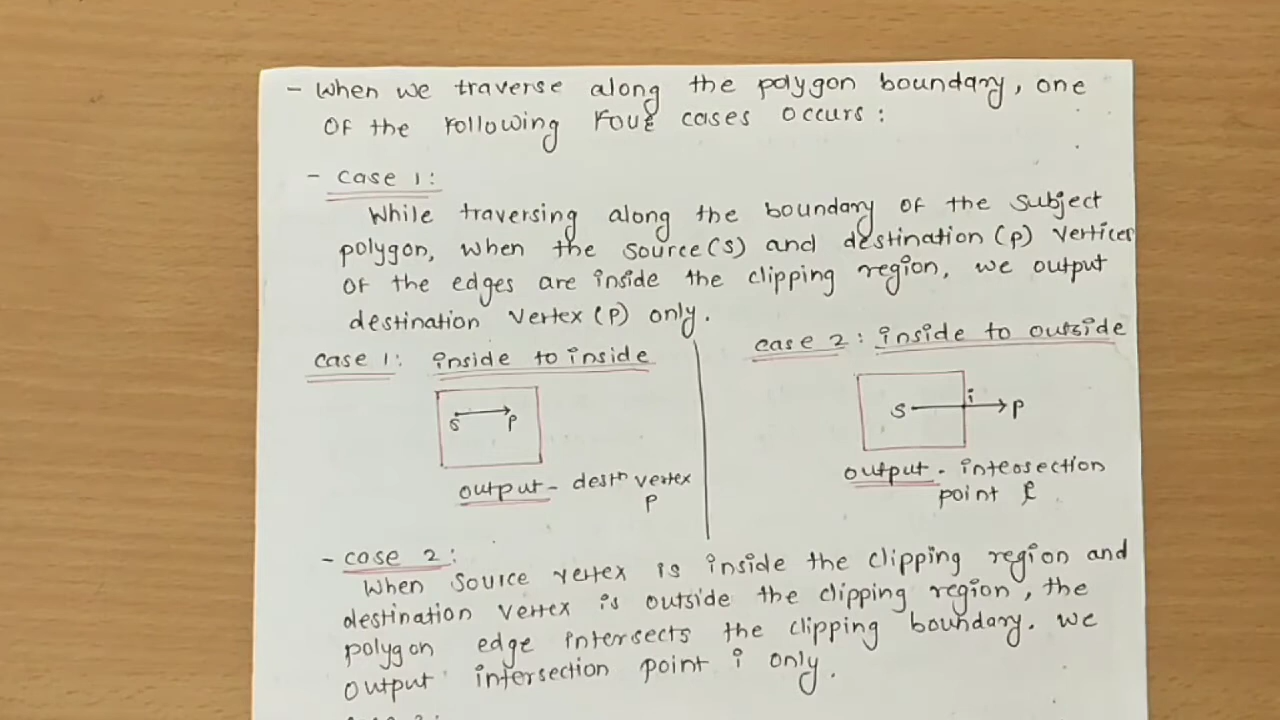 - When we traverse along the polygon boundary, one
of the following four cases occurs:
- case 1:
While traversing along the boundary of the subject
polygon, when the source(s) and destination (p) vertices
of the edges are inside the clipping region, we output
destination vertex (p) only.
case 1: inside to inside
s p
output - destn vertex
p
case 2: inside to outside
s i p
output - intersection
point i
- case 2:
When source vertex is inside the clipping region and
destination vertex is outside the clipping region, the
polygon edge intersects the clipping boundary. we
output intersection point i only.